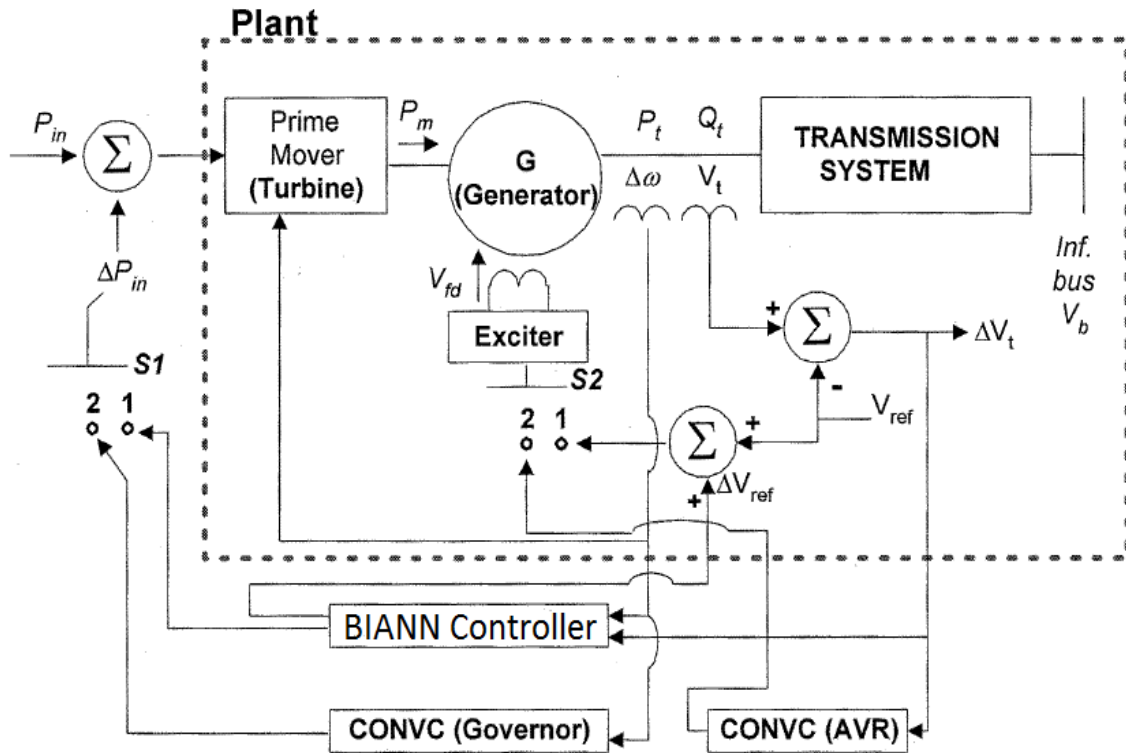 Plant
P_in
Σ
Prime
Mover
(Turbine)
P_m
G
(Generator)
P_t Q_t
Δω V_t
TRANSMISSION
SYSTEM
Inf.
bus
V_b
ΔP_in
V_fd
Exciter
+
Σ
-
ΔV_t
S1
S2
2 1
2 1
V_ref
+
Σ
+
ΔV_ref
BIANN Controller
CONVC (Governor)
CONVC (AVR)